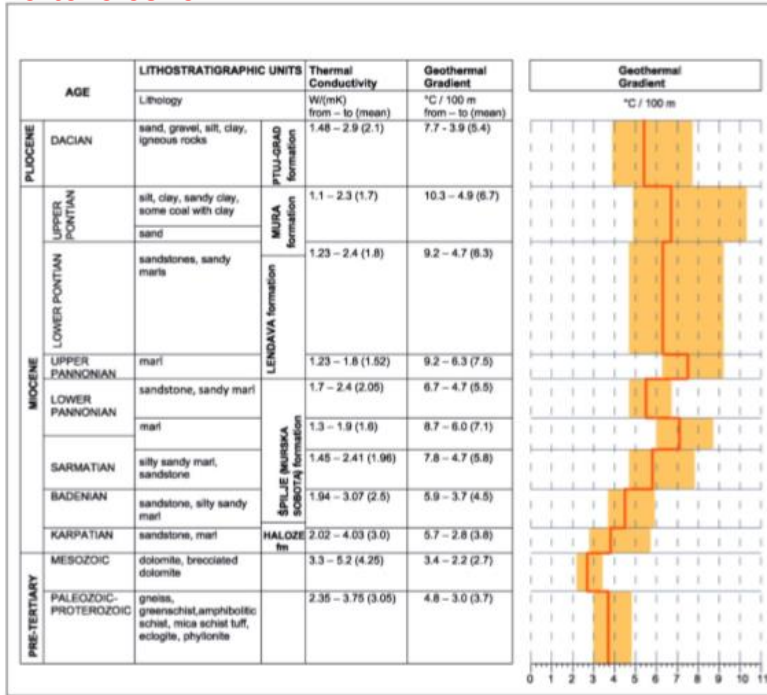 AGE
LITHOSTRATIGRAPHIC UNITS
Lithology
Thermal
Conductivity
W/(mK)
from – to (mean)
Geothermal
Gradient
°C / 100 m
from – to (mean)
Geothermal
Gradient
°C / 100 m
PLIOCENE
DACIAN
sand, gravel, silt, clay,
igneous rocks
PTUJ-GRAD
formation
1.48 – 2.9 (2.1)
7.7 - 3.9 (5.4)
MIOCENE
UPPER
PONTIAN
silt, clay, sandy clay,
some coal with clay
sand
MURA
formation
1.1 – 2.3 (1.7)
10.3 – 4.9 (6.7)
LOWER PONTIAN
sandstones, sandy
marls
LENDAVA formation
1.23 – 2.4 (1.8)
9.2 – 4.7 (6.3)
UPPER
PANNONIAN
marl
1.23 – 1.8 (1.52)
9.2 – 6.3 (7.5)
LOWER
PANNONIAN
sandstone, sandy marl
ŠPILJE (MURSKA
SOBOTA) formation
1.7 – 2.4 (2.05)
6.7 – 4.7 (5.5)
marl
1.3 – 1.9 (1.6)
8.7 – 6.0 (7.1)
SARMATIAN
silty sandy marl,
sandstone
1.45 – 2.41 (1.96)
7.8 – 4.7 (5.8)
BADENIAN
sandstone, silty sandy
marl
1.94 – 3.07 (2.5)
5.9 – 3.7 (4.5)
KARPATIAN
sandstone, marl
HALOZE
fm
2.02 – 4.03 (3.0)
5.7 – 2.8 (3.8)
PRE-TERTIARY
MESOZOIC
dolomite, brecciated
dolomite
3.3 – 5.2 (4.25)
3.4 – 2.2 (2.7)
PALEOZOIC-
PROTEROZOIC
gneiss,
greenschist,amphibolitic
schist, mica schist tuff,
eclogite, phyllonite
2.35 – 3.75 (3.05)
4.8 – 3.0 (3.7)
0 1 2 3 4 5 6 7 8 9 10 11